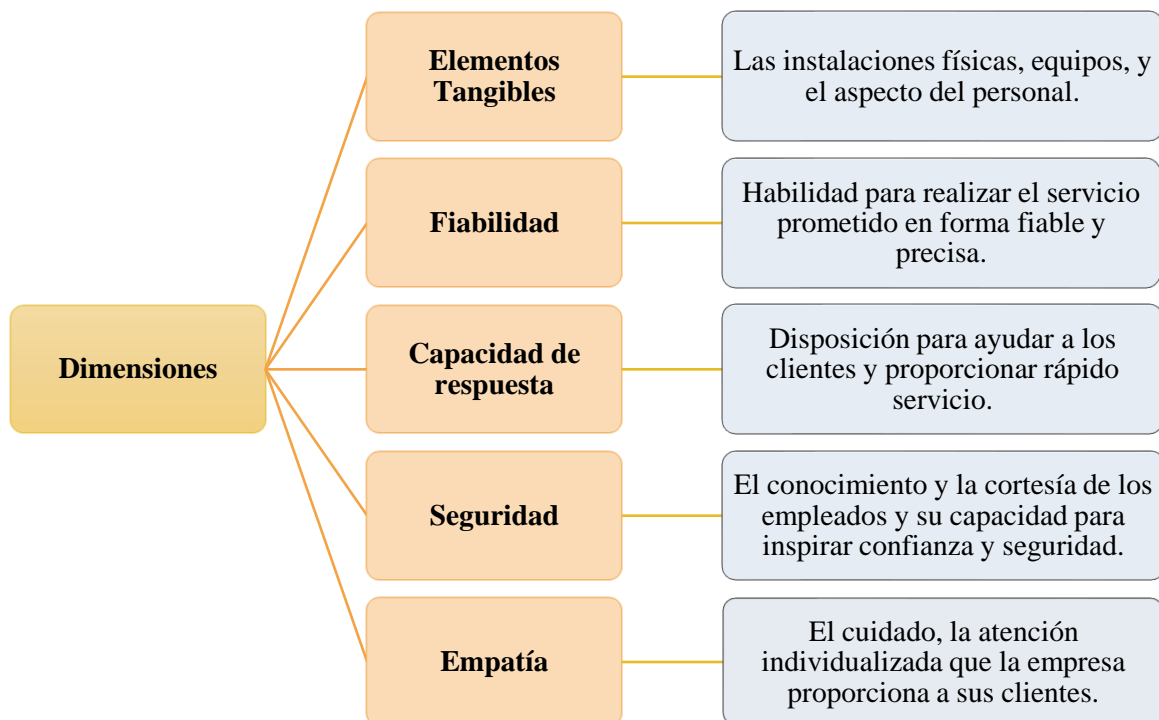 Dimensiones
Elementos
Tangibles
Las instalaciones físicas, equipos, y
el aspecto del personal.
Fiabilidad
Habilidad para realizar el servicio
prometido en forma fiable y
precisa.
Capacidad de
respuesta
Disposición para ayudar a los
clientes y proporcionar rápido
servicio.
Seguridad
El conocimiento y la cortesía de los
empleados y su capacidad para
inspirar confianza y seguridad.
Empatía
El cuidado, la atención
individualizada que la empresa
proporciona a sus clientes.